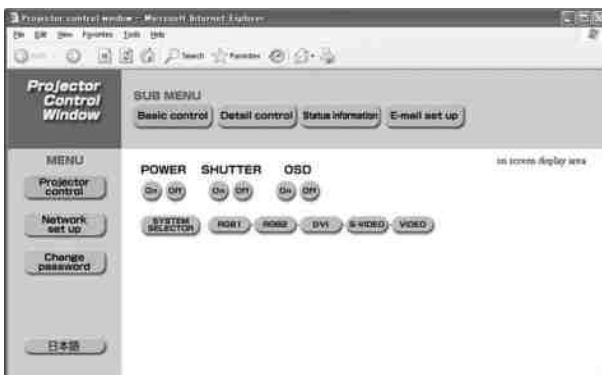 Projector control window - Microsoft Internet Explorer
File Edit View Favorites Tools Help
Search Favorites
Projector
Control
Window
SUB MENU
Basic control Detail control Status information E-mail set up
MENU
Projector
control
Network
set up
Change
password
日本語
POWER SHUTTER OSD
On Off On Off On Off
SYSTEM
SELECTOR RGB1 RGB2 DVI S-VIDEO VIDEO
on screen display area